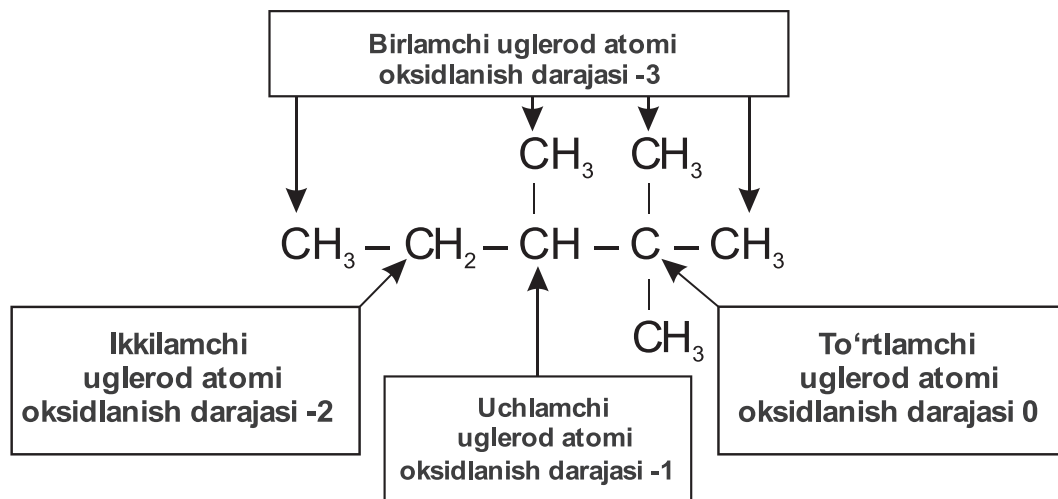 Birlamchi uglerod atomi
oksidlanish darajasi -3
CH₃ CH₃
CH₃ – CH₂ – CH – C – CH₃
CH₃
Ikkilamchi
uglerod atomi
oksidlanish darajasi -2
Uchlamchi
uglerod atomi
oksidlanish darajasi -1
To‘rtlamchi
uglerod atomi
oksidlanish darajasi 0